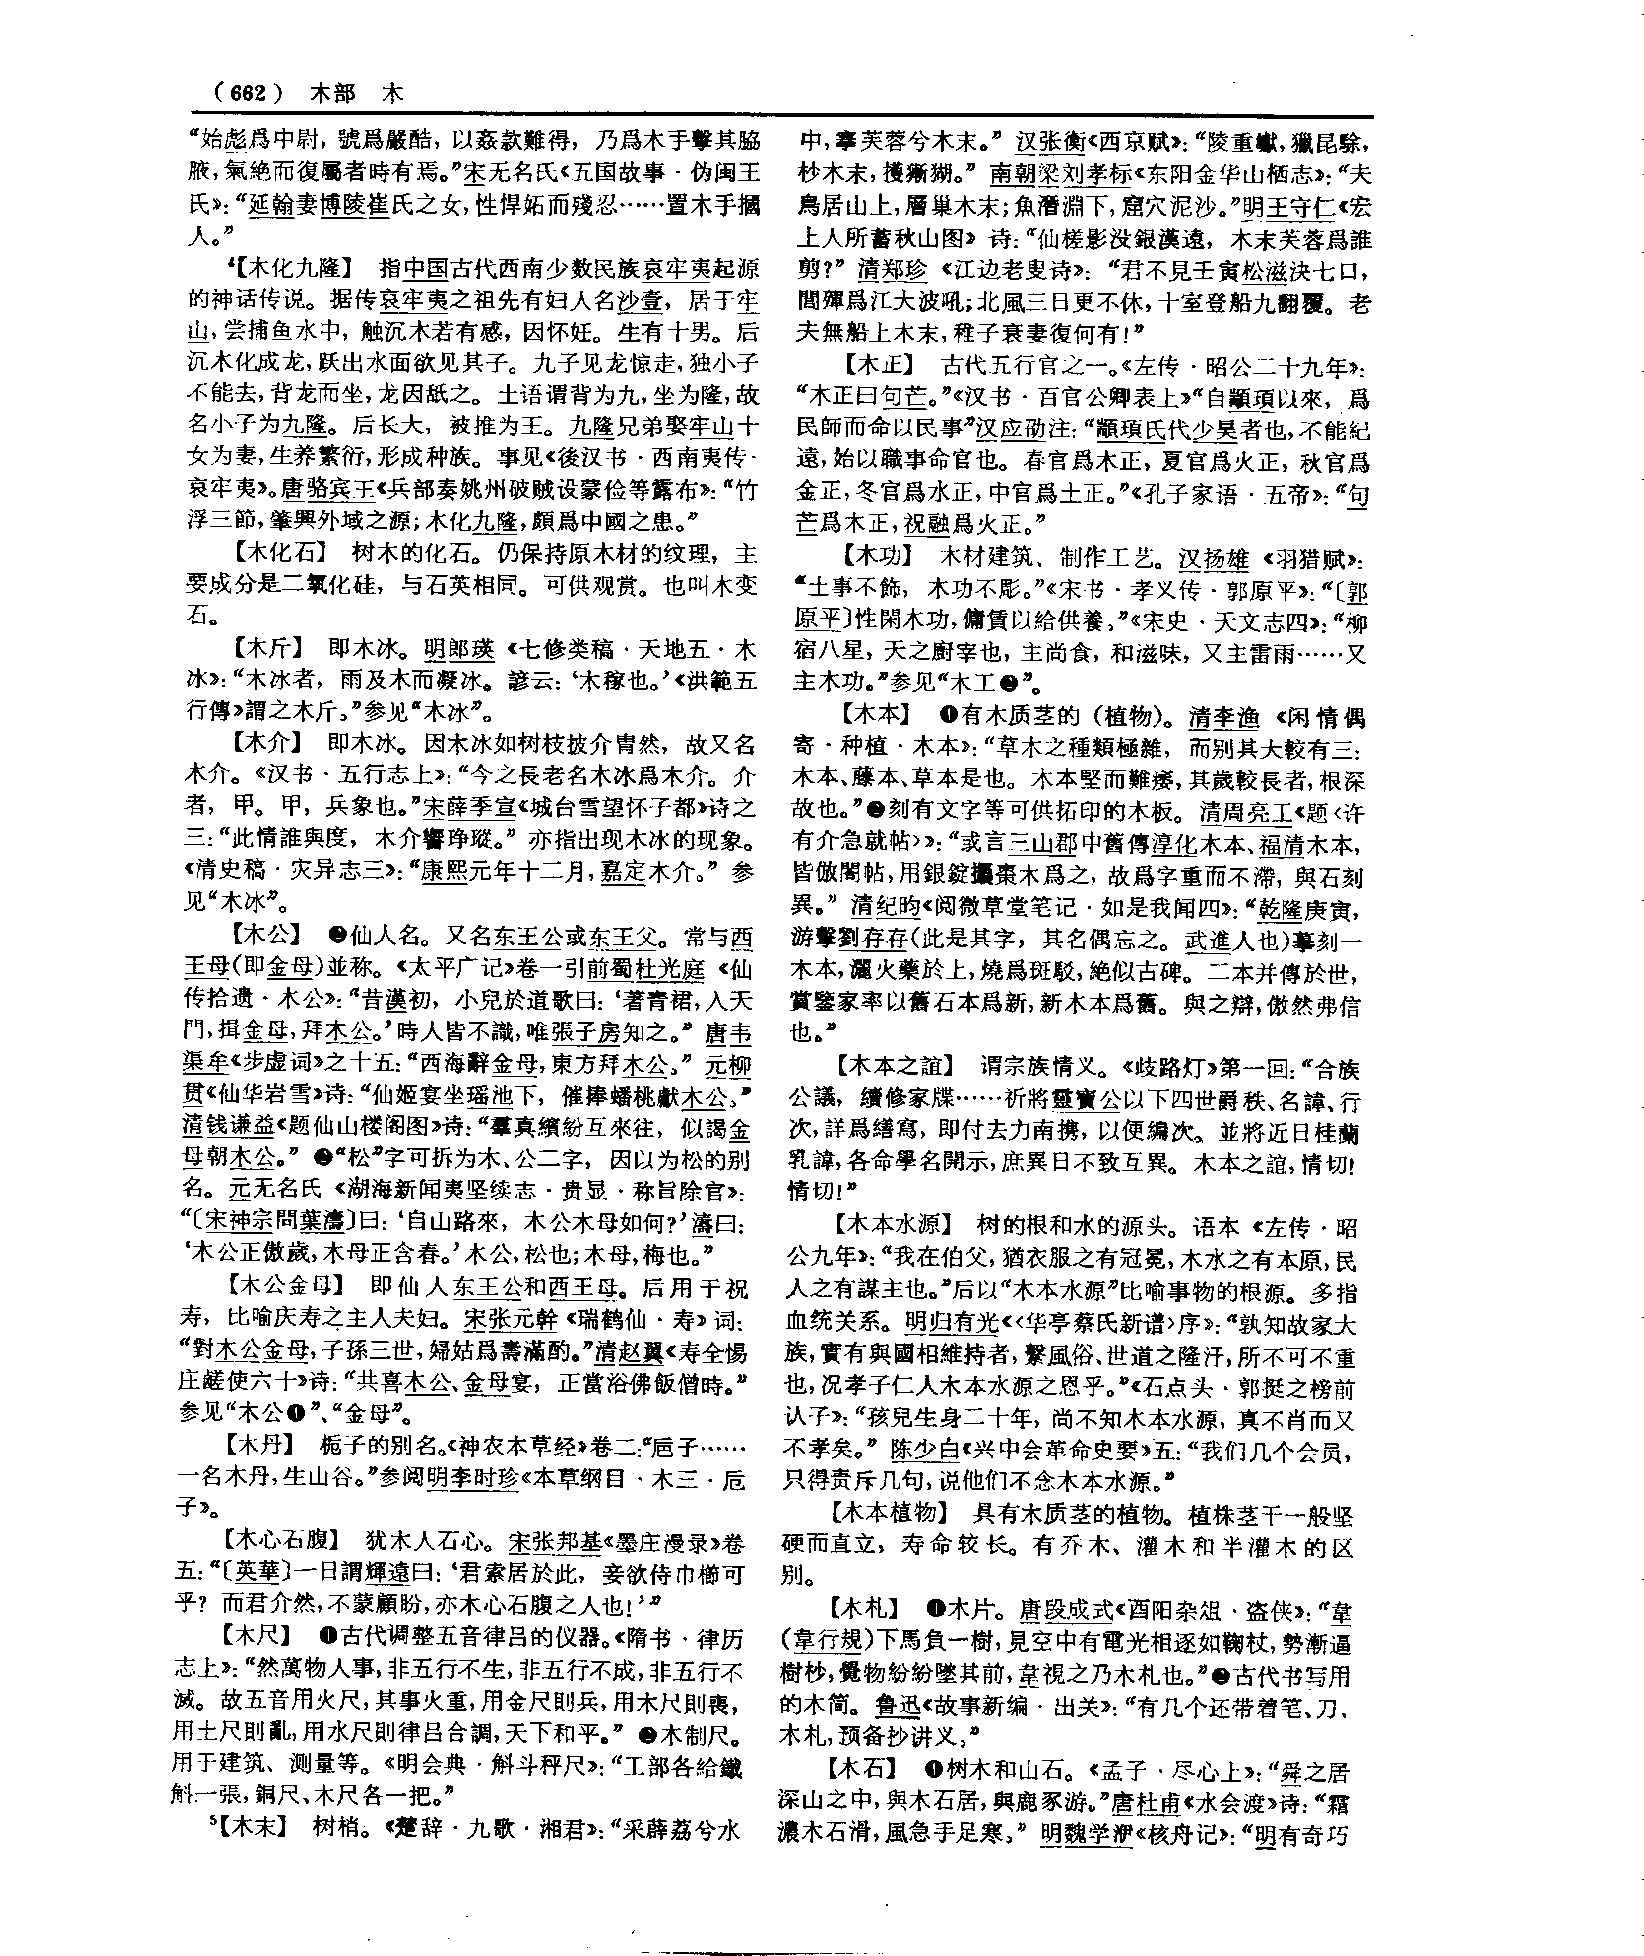 （662） 木部 木
“始彪爲中尉，號爲嚴酷，以姦款難得，乃爲木手擊其脇
腋，氣絶而復屬者時有焉。”宋无名氏《五国故事·伪闽王
氏》：“延翰妻博陵崔氏之女，性悍妬而殘忍……置木手摑
人。”
⁴【木化九隆】 指中国古代西南少数民族哀牢夷起源
的神话传说。据传哀牢夷之祖先有妇人名沙壹，居于牢
山，尝捕鱼水中，触沉木若有感，因怀妊。生有十男。后
沉木化成龙，跃出水面欲见其子。九子见龙惊走，独小子
不能去，背龙而坐，龙因舐之。土语谓背为九，坐为隆，故
名小子为九隆。后长大，被推为王。九隆兄弟娶牢山十
女为妻，生养繁衍，形成种族。事见《後汉书·西南夷传·
哀牢夷》。唐骆宾王《兵部奏姚州破贼设蒙俭等露布》：“竹
浮三節，肇興外域之源；木化九隆，頗爲中國之患。”
【木化石】 树木的化石。仍保持原木材的纹理，主
要成分是二氧化硅，与石英相同。可供观赏。也叫木变
石。
【木斤】 即木冰。明郎瑛《七修类稿·天地五·木
冰》：“木冰者，雨及木而凝冰。諺云：‘木稼也。’《洪範五
行傳》謂之木斤。”参见“木冰”。
【木介】 即木冰。因木冰如树枝披介胄然，故又名
木介。《汉书·五行志上》：“今之長老名木冰爲木介。介
者，甲。甲，兵象也。”宋薛季宣《城台雪望怀子都》诗之
三：“此情誰與度，木介響琤瑽。”亦指出现木冰的现象。
《清史稿·灾异志三》：“康熙元年十二月，嘉定木介。”参
见“木冰”。
【木公】 ❶仙人名。又名东王公或东王父。常与西
王母（即金母）並称。《太平广记》卷一引前蜀杜光庭《仙
传拾遗·木公》：“昔漢初，小兒於道歌曰：‘著青裙，入天
門，揖金母，拜木公。’時人皆不識，唯張子房知之。”唐韦
渠牟《步虚词》之十五：“西海辭金母，東方拜木公。”元柳
贯《仙华岩雪》诗：“仙姬宴坐瑶池下，催捧蟠桃獻木公。”
清钱谦益《题仙山楼阁图》诗：“羣真繽紛互來往，似謁金
母朝木公。”❷“松”字可拆为木、公二字，因以为松的别
名。元无名氏《湖海新闻夷坚续志·贵显·称旨除官》：
“〔宋神宗問葉濤〕曰：‘自山路來，木公木母如何？’濤曰：
‘木公正傲歲，木母正含春。’木公，松也；木母，梅也。”
【木公金母】 即仙人东王公和西王母。后用于祝
寿，比喻庆寿之主人夫妇。宋张元幹《瑞鹤仙·寿》词：
“對木公金母，子孫三世，婦姑爲壽滿酌。”清赵翼《寿全惕
庄鹾使六十》诗：“共喜木公、金母宴，正當浴佛飯僧時。”
参见“木公❶”、“金母”。
【木丹】 栀子的别名。《神农本草经》卷二：“巵子……
一名木丹，生山谷。”参阅明李时珍《本草纲目·木三·卮
子》。
【木心石腹】 犹木人石心。宋张邦基《墨庄漫录》卷
五：“〔英華〕一日謂輝遠曰：‘君索居於此，妾欲侍巾櫛可
乎？而君介然，不蒙顧盼，亦木心石腹之人也！’”
【木尺】 ❶古代调整五音律吕的仪器。《隋书·律历
志上》：“然萬物人事，非五行不生，非五行不成，非五行不
滅。故五音用火尺，其事火重，用金尺則兵，用木尺則喪，
用土尺則亂，用水尺則律吕合調，天下和平。”❷木制尺。
用于建筑、测量等。《明会典·斛斗秤尺》：“工部各給鐵
斛一張，銅尺、木尺各一把。”
⁵【木末】 树梢。《楚辞·九歌·湘君》：“采薜荔兮水
中，搴芙蓉兮木末。”汉张衡《西京赋》：“陵重巘，獵昆駼，
杪木末，擭獑猢。”南朝梁刘孝标《东阳金华山栖志》：“夫
鳥居山上，層巢木末；魚潛淵下，窟穴泥沙。”明王守仁《宏
上人所蓄秋山图》诗：“仙槎影没銀漢遠，木末芙蓉爲誰
剪？”清郑珍《江边老叟诗》：“君不見壬寅松滋決七口，
閭殫爲江大波吼；北風三日更不休，十室登船九翻覆。老
夫無船上木末，稚子衰妻復何有！”
【木正】 古代五行官之一。《左传·昭公二十九年》：
“木正曰句芒。”《汉书·百官公卿表上》“自顓頊以來，爲
民師而命以民事”汉应劭注：“顓頊氏代少昊者也，不能紀
遠，始以職事命官也。春官爲木正，夏官爲火正，秋官爲
金正，冬官爲水正，中官爲土正。”《孔子家语·五帝》：“句
芒爲木正，祝融爲火正。”
【木功】 木材建筑、制作工艺。汉扬雄《羽猎赋》：
“土事不飾，木功不彫。”《宋书·孝义传·郭原平》：“〔郭
原平〕性閑木功，傭賃以給供養。”《宋史·天文志四》：“柳
宿八星，天之廚宰也，主尚食，和滋味，又主雷雨……又
主木功。”参见“木工❷”。
【木本】 ❶有木质茎的（植物）。清李渔《闲情偶
寄·种植·木本》：“草木之種類極雜，而别其大較有三：
木本、藤本、草本是也。木本堅而難痿，其歲較長者，根深
故也。”❷刻有文字等可供拓印的木板。清周亮工《题〈许
有介急就帖〉》：“或言三山郡中舊傳淳化木本、福清木本，
皆倣閣帖，用銀錠攝棗木爲之，故爲字重而不滯，與石刻
異。”清纪昀《阅微草堂笔记·如是我闻四》：“乾隆庚寅，
游擊劉存存（此是其字，其名偶忘之。武進人也）摹刻一
木本，灑火藥於上，燒爲斑駁，絶似古碑。二本并傳於世，
賞鑒家率以舊石本爲新，新木本爲舊。與之辯，傲然弗信
也。”
【木本之誼】 谓宗族情义。《歧路灯》第一回：“合族
公議，續修家牒……祈將靈寶公以下四世爵秩、名諱、行
次，詳爲繕寫，即付去力南携，以便編次。並將近日桂蘭
乳諱，各命學名開示，庶異日不致互異。木本之誼，情切！
情切！”
【木本水源】 树的根和水的源头。语本《左传·昭
公九年》：“我在伯父，猶衣服之有冠冕，木水之有本原，民
人之有謀主也。”后以“木本水源”比喻事物的根源。多指
血统关系。明归有光《〈华亭蔡氏新谱〉序》：“孰知故家大
族，實有與國相維持者，繫風俗、世道之隆汙，所不可不重
也，况孝子仁人木本水源之恩乎。”《石点头·郭挺之榜前
认子》：“孩兒生身二十年，尚不知木本水源，真不肖而又
不孝矣。”陈少白《兴中会革命史要》五：“我们几个会员，
只得责斥几句，说他们不念木本水源。”
【木本植物】 具有木质茎的植物。植株茎干一般坚
硬而直立，寿命较长。有乔木、灌木和半灌木的区
别。
【木札】 ❶木片。唐段成式《酉阳杂俎·盗侠》：“韋
（韋行規）下馬負一樹，見空中有電光相逐如鞠杖，勢漸逼
樹杪，覺物紛紛墜其前，韋視之乃木札也。”❷古代书写用
的木简。鲁迅《故事新编·出关》：“有几个还带着笔、刀、
木札，预备抄讲义。”
【木石】 ❶树木和山石。《孟子·尽心上》：“舜之居
深山之中，與木石居，與鹿豕游。”唐杜甫《水会渡》诗：“霜
濃木石滑，風急手足寒。”明魏学洢《核舟记》：“明有奇巧